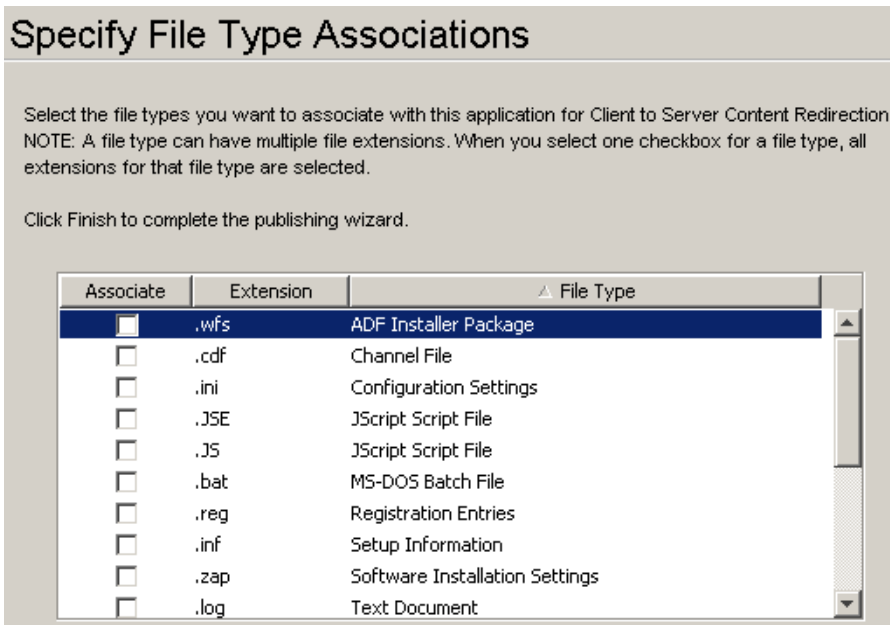 Specify File Type Associations
Select the file types you want to associate with this application for Client to Server Content Redirection
NOTE: A file type can have multiple file extensions. When you select one checkbox for a file type, all
extensions for that file type are selected.
Click Finish to complete the publishing wizard.
Associate Extension File Type
.wfs ADF Installer Package
.cdf Channel File
.ini Configuration Settings
.JSE JScript Script File
.JS JScript Script File
.bat MS-DOS Batch File
.reg Registration Entries
.inf Setup Information
.zap Software Installation Settings
.log Text Document